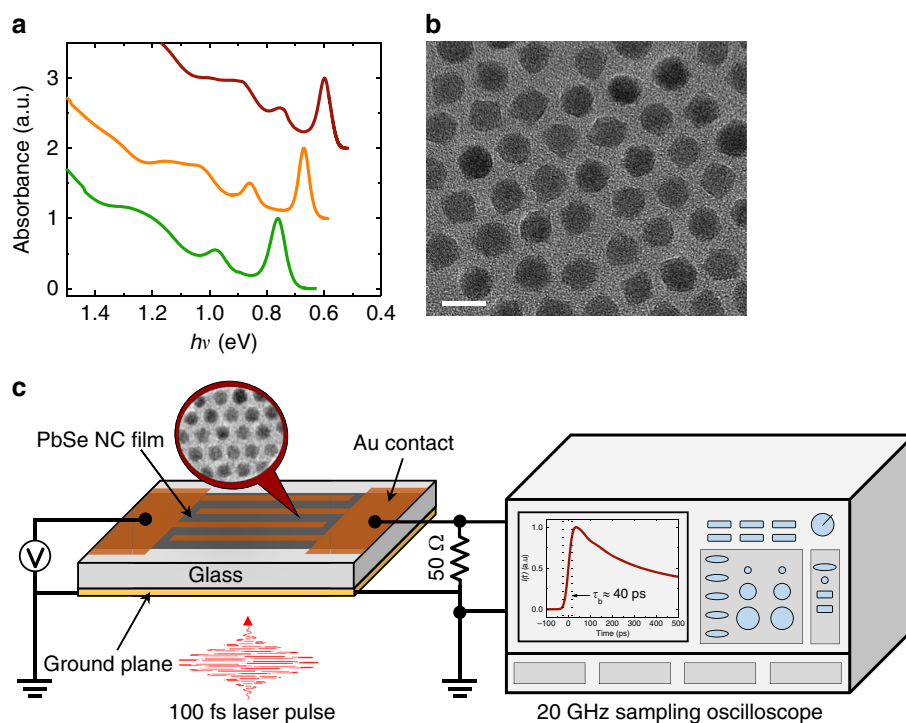 a
b
Absorbance (a.u.)
3
2
1
0
1.4 1.2 1.0 0.8 0.6 0.4
hν (eV)
c
PbSe NC film
Au contact
V
50 Ω
Glass
Ground plane
100 fs laser pulse
I(t) (a.u)
1.0
0.5
0.0
τb ≈ 40 ps
–100 0 100 200 300 400 500
Time (ps)
20 GHz sampling oscilloscope